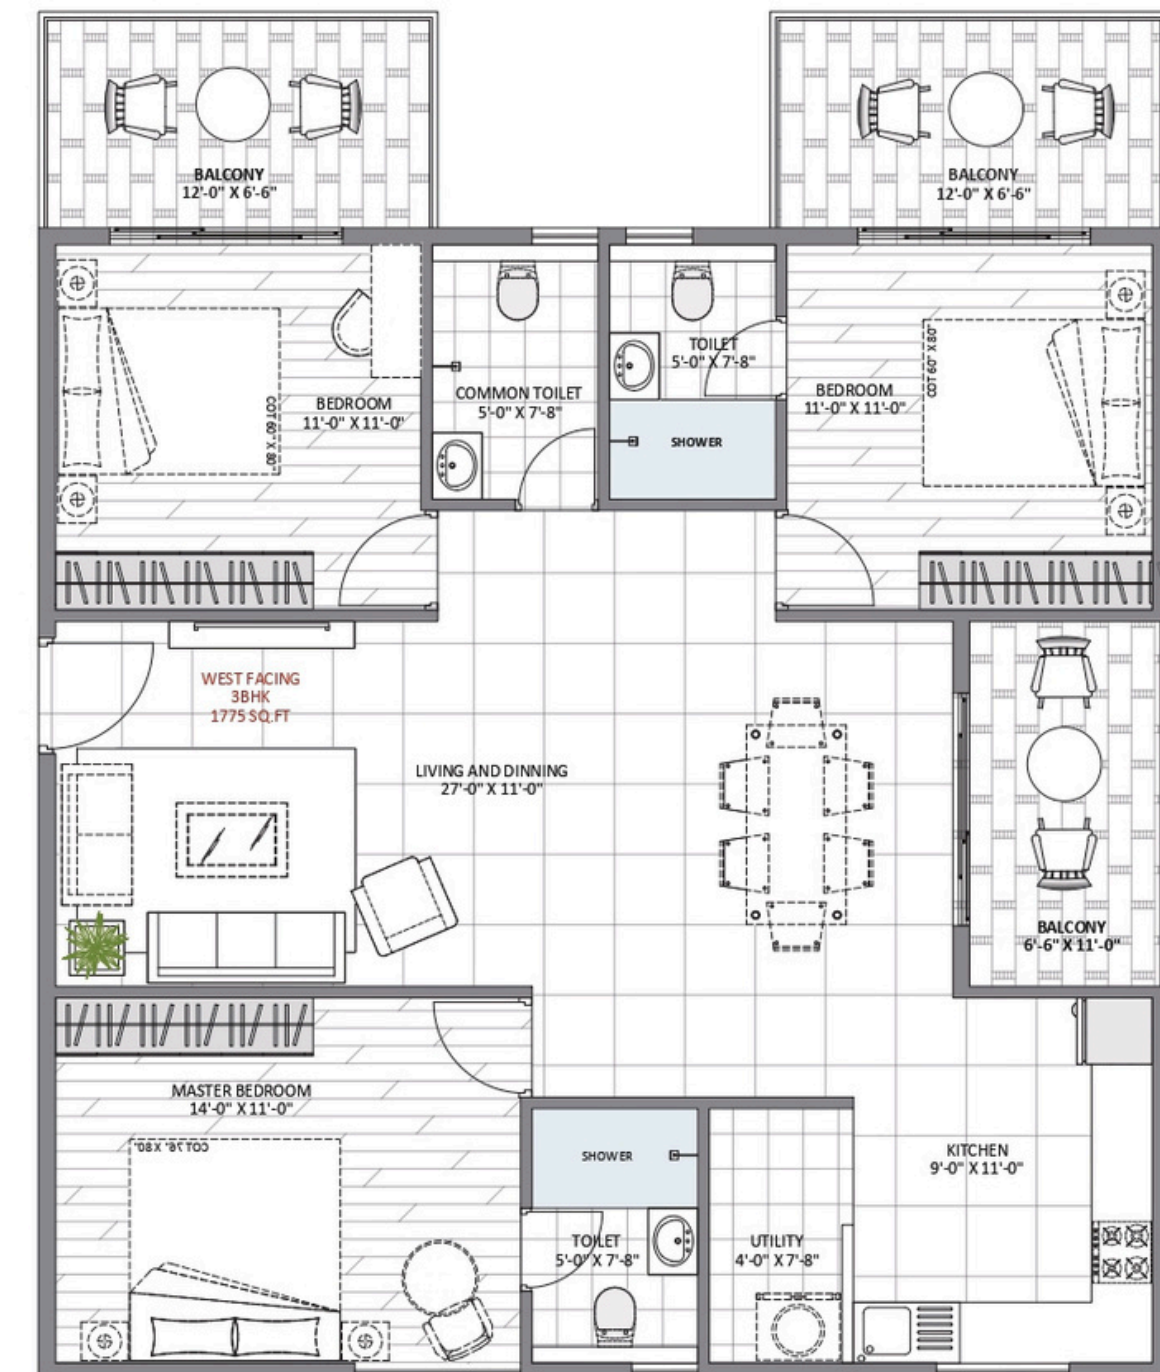 BALCONY
12'-0" X 6'-6"
BALCONY
12'-0" X 6'-6"
TOILET
5'-0" X 7'-8"
COMMON TOILET
5'-0" X 7'-8"
BEDROOM
11'-0" X 11'-0"
COT 60" X 80"
BEDROOM
11'-0" X 11'-0"
COT 60" X 80"
SHOWER
WEST FACING
3BHK
1775 SQ.FT
LIVING AND DINNING
27'-0" X 11'-0"
BALCONY
6'-6" X 11'-0"
MASTER BEDROOM
14'-0" X 11'-0"
COT 76" X 80"
SHOWER
KITCHEN
9'-0" X 11'-0"
TOILET
5'-0" X 7'-8"
UTILITY
4'-0" X 7'-8"